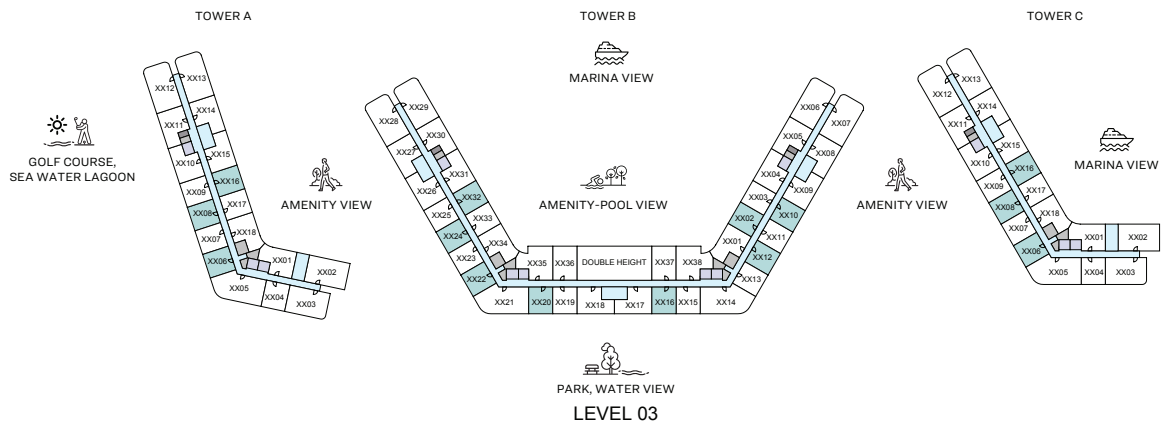 TOWER A
TOWER B
TOWER C
MARINA VIEW
GOLF COURSE,
SEA WATER LAGOON
AMENITY VIEW
AMENITY-POOL VIEW
AMENITY VIEW
MARINA VIEW
XX12
XX13
XX11
XX14
XX10
XX15
XX16
XX09
XX08
XX17
XX07
XX18
XX06
XX01
XX02
XX05
XX04
XX03
XX28
XX29
XX27
XX30
XX31
XX26
XX32
XX25
XX33
XX24
XX34
XX23
XX22
XX21
XX35
XX36
DOUBLE HEIGHT
XX37
XX38
XX20
XX19
XX18
XX17
XX16
XX15
XX14
XX06
XX07
XX05
XX08
XX04
XX09
XX03
XX10
XX02
XX11
XX01
XX12
XX13
XX12
XX13
XX11
XX14
XX10
XX15
XX16
XX09
XX17
XX08
XX18
XX07
XX06
XX01
XX02
XX05
XX04
XX03
PARK, WATER VIEW
LEVEL 03